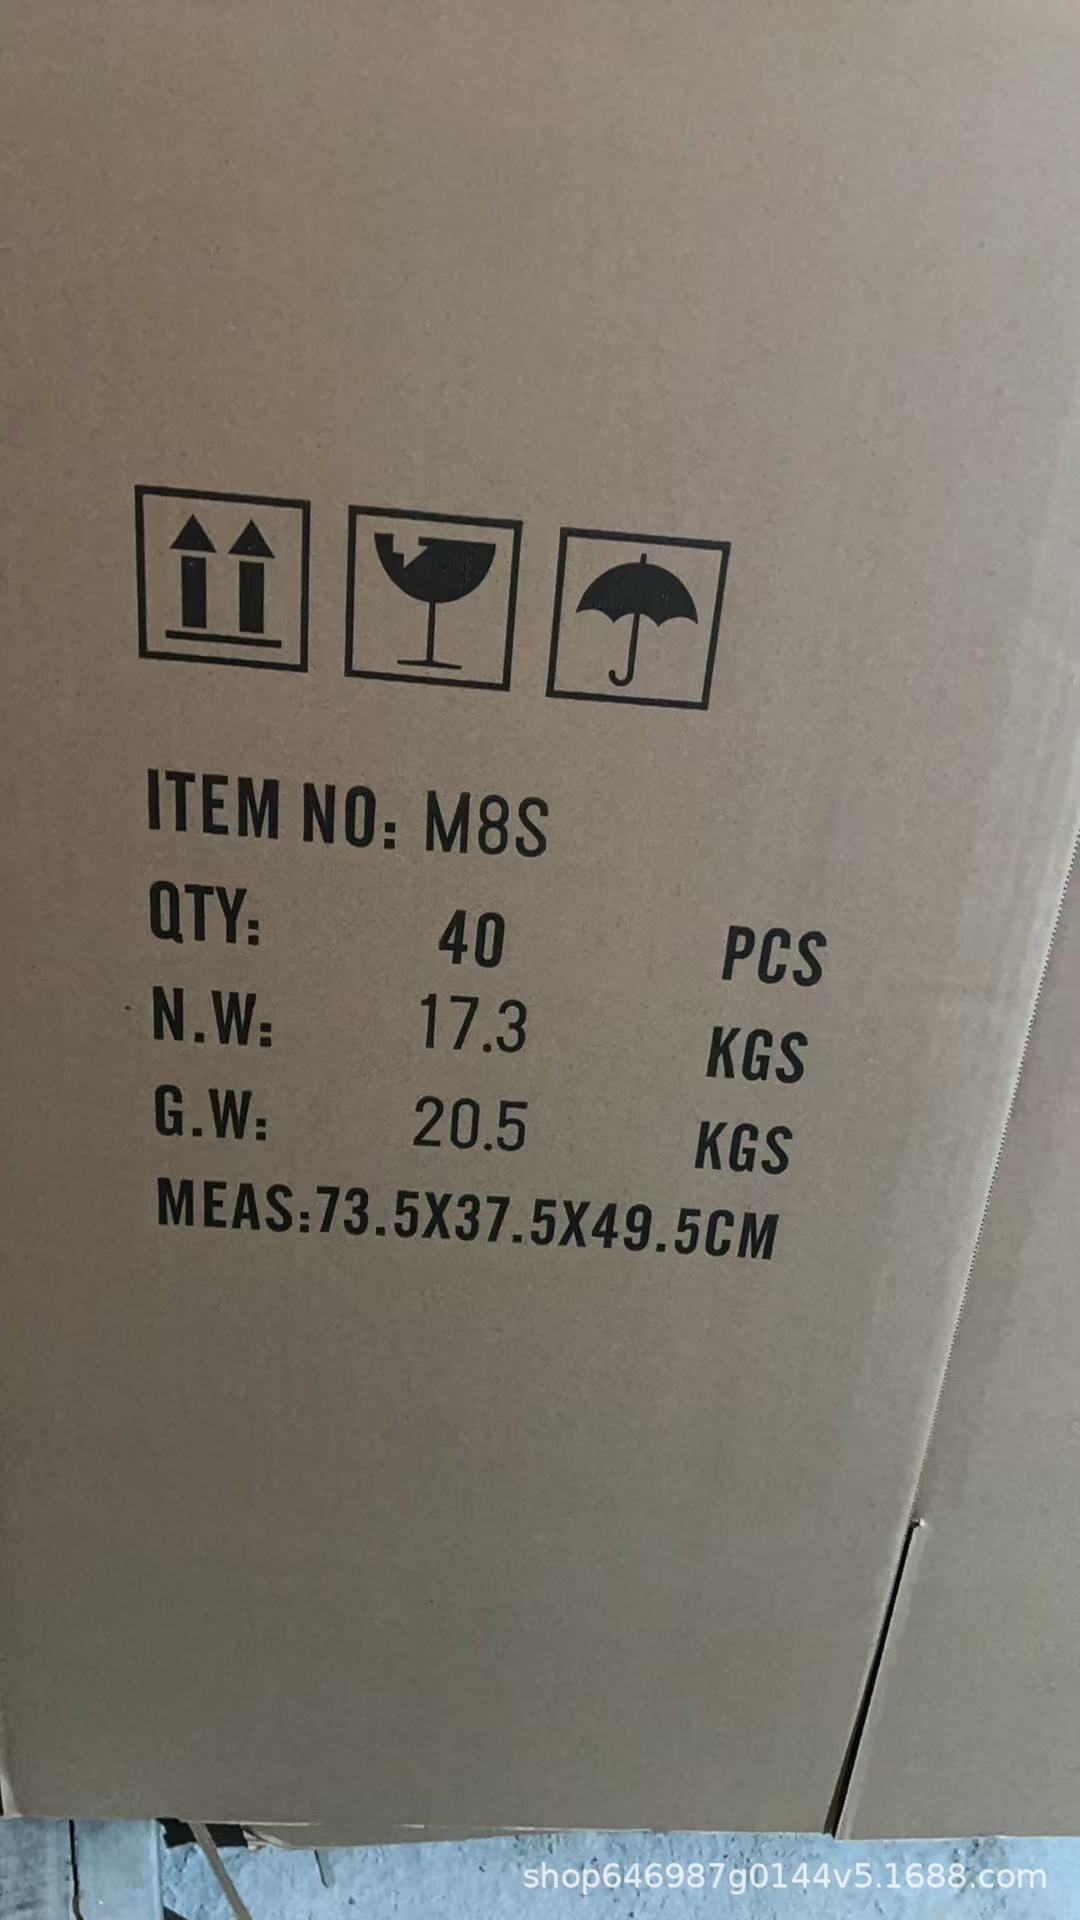 ITEM NO: M8S
QTY: 40 PCS
N.W: 17.3 KGS
G.W: 20.5 KGS
MEAS:73.5X37.5X49.5CM
shop646987g0144v5.1688.com